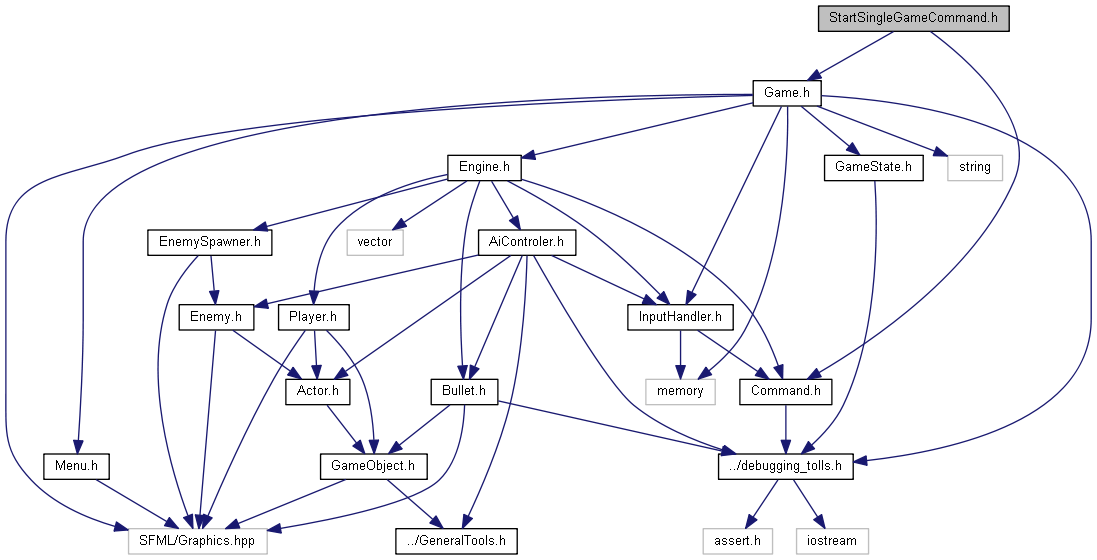 StartSingleGameCommand.h
Game.h
Engine.h
GameState.h
string
EnemySpawner.h
vector
AiControler.h
Enemy.h
Player.h
InputHandler.h
Actor.h
Bullet.h
memory
Command.h
Menu.h
GameObject.h
../debugging_tolls.h
SFML/Graphics.hpp
../GeneralTools.h
assert.h
iostream